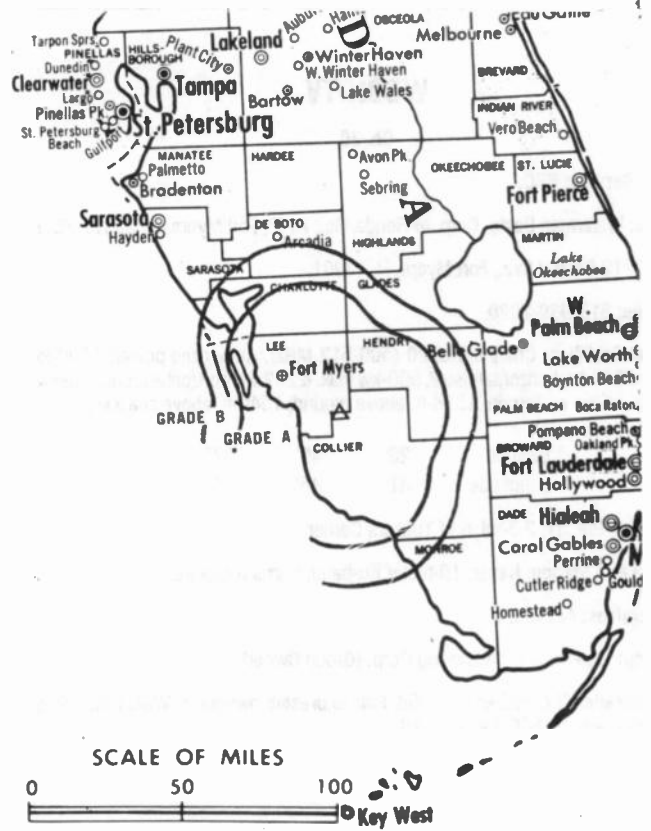 OSCEOLA
Eau Gallie
Melbourne
Tarpon Sprs.
PINELLAS
HILLS-
BOROUGH
Plant City
Lakeland
D
Winter Haven
W. Winter Haven
Lake Wales
BREVARD
Dunedin
Clearwater
Largo
Tampa
Bartow
INDIAN RIVER
Pinellas Pk.
St. Petersburg
St. Petersburg
Beach
Gulfport
Vero Beach
MANATEE
HARDEE
Avon Pk.
OKEECHOBEE
ST. LUCIE
Palmetto
Bradenton
Sebring
Fort Pierce
A
Sarasota
Hayden
DE SOTO
Arcadia
HIGHLANDS
MARTIN
Lake
Okeechobee
SARASOTA
CHARLOTTE
GLADES
W.
Palm Beach
LEE
HENDRY
Belle Glade
Fort Myers
Lake Worth
Boynton Beach
PALM BEACH
Boca Raton
GRADE B
GRADE A
COLLIER
Pompano Beach
Oakland Pk.
BROWARD
Fort Lauderdale
Hollywood
DADE
Hialeah
Coral Gables
MONROE
Perrine
Cutler Ridge
Gould
Homestead
SCALE OF MILES
0 50 100
Key West